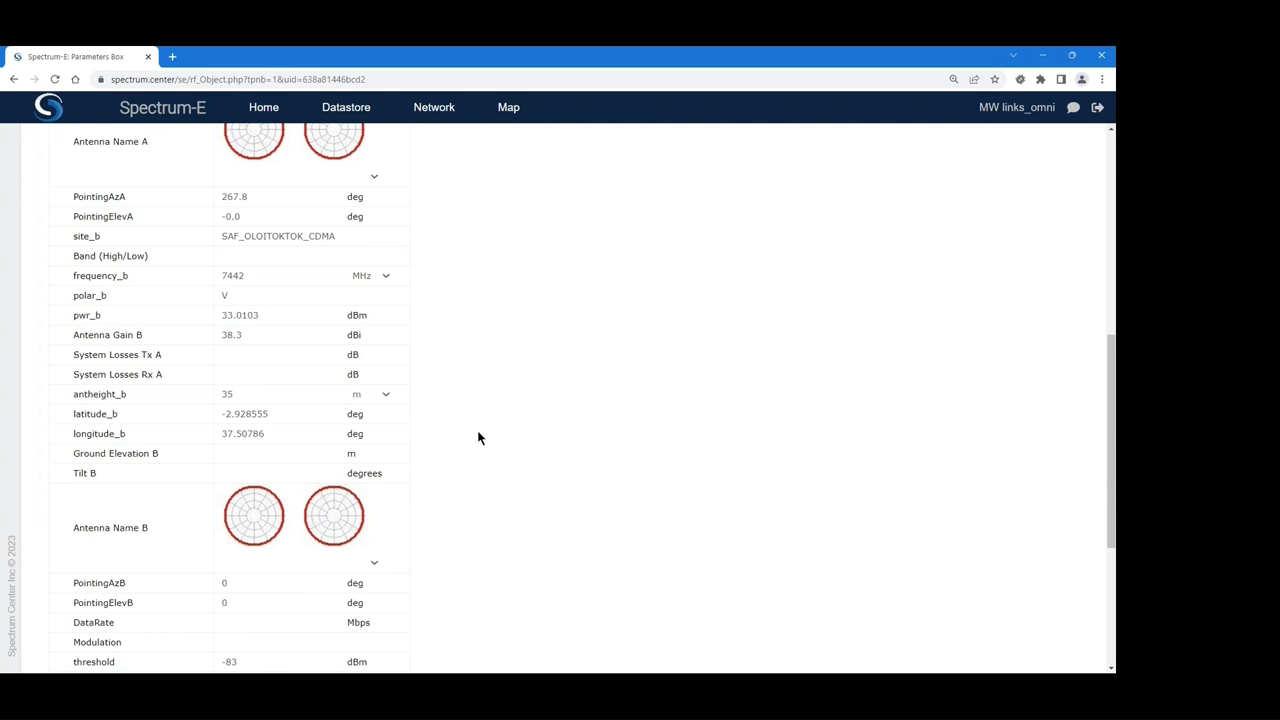 Spectrum-E: Parameters Box
spectrum.center/se/rf_Object.php?tpnb=1&uid=638a81446bcd2
Spectrum-E Home Datastore Network Map MW links_omni
Antenna Name A
PointingAzA 267.8 deg
PointingElevA -0.0 deg
site_b SAF_OLOITOKTOK_CDMA
Band (High/Low)
frequency_b 7442 MHz
polar_b V
pwr_b 33.0103 dBm
Antenna Gain B 38.3 dBi
System Losses Tx A dB
System Losses Rx A dB
antheight_b 35 m
latitude_b -2.928555 deg
longitude_b 37.50786 deg
Ground Elevation B m
Tilt B degrees
Antenna Name B
PointingAzB 0 deg
PointingElevB 0 deg
DataRate Mbps
Modulation
threshold -83 dBm
Spectrum Center Inc © 2023